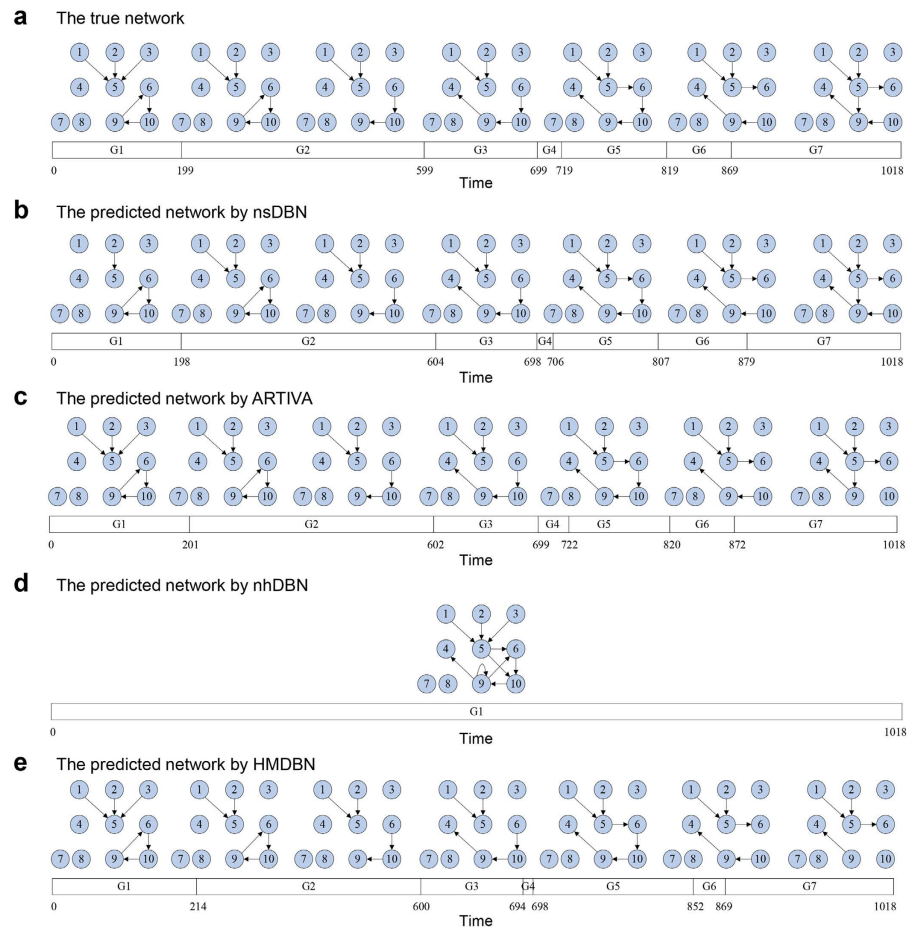 a The true network
1 2 3 1 2 3 1 2 3 1 2 3 1 2 3 1 2 3 1 2 3
4 5 6 4 5 6 4 5 6 4 5 6 4 5 6 4 5 6 4 5 6
7 8 9 10 7 8 9 10 7 8 9 10 7 8 9 10 7 8 9 10 7 8 9 10 7 8 9 10
G1 G2 G3 G4 G5 G6 G7
0 199 599 699 719 819 869 1018
Time
b The predicted network by nsDBN
1 2 3 1 2 3 1 2 3 1 2 3 1 2 3 1 2 3 1 2 3
4 5 6 4 5 6 4 5 6 4 5 6 4 5 6 4 5 6 4 5 6
7 8 9 10 7 8 9 10 7 8 9 10 7 8 9 10 7 8 9 10 7 8 9 10 7 8 9 10
G1 G2 G3 G4 G5 G6 G7
0 198 604 698 706 807 879 1018
Time
c The predicted network by ARTIVA
1 2 3 1 2 3 1 2 3 1 2 3 1 2 3 1 2 3 1 2 3
4 5 6 4 5 6 4 5 6 4 5 6 4 5 6 4 5 6 4 5 6
7 8 9 10 7 8 9 10 7 8 9 10 7 8 9 10 7 8 9 10 7 8 9 10 7 8 9 10
G1 G2 G3 G4 G5 G6 G7
0 201 602 699 722 820 872 1018
Time
d The predicted network by nhDBN
1 2 3
4 5 6
7 8 9 10
G1
0 1018
Time
e The predicted network by HMDBN
1 2 3 1 2 3 1 2 3 1 2 3 1 2 3 1 2 3 1 2 3
4 5 6 4 5 6 4 5 6 4 5 6 4 5 6 4 5 6 4 5 6
7 8 9 10 7 8 9 10 7 8 9 10 7 8 9 10 7 8 9 10 7 8 9 10 7 8 9 10
G1 G2 G3 G4 G5 G6 G7
0 214 600 694 698 852 869 1018
Time